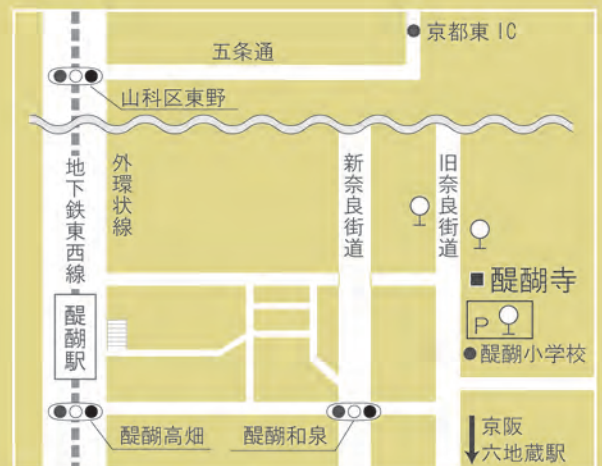 京都東 IC
五条通
山科区東野
地下鉄東西線
外環状線
新奈良街道
旧奈良街道
醍醐寺
醍醐駅
P
醍醐小学校
醍醐高畑
醍醐和泉
京阪
六地蔵駅